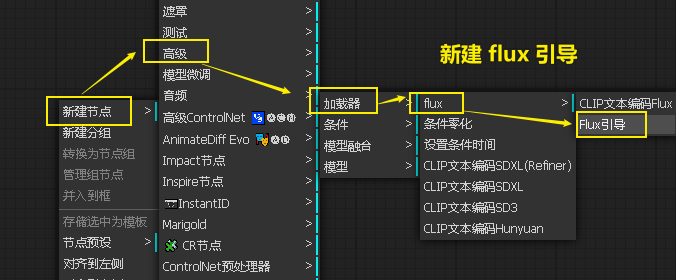 新建 flux 引导
新建节点
新建分组
转换为节点组
管理组节点
并入到框
存储选中为模板
节点预设
对齐到左侧
遮罩
测试
高级
模型微调
音频
高级ControlNet
AnimateDiff Evo
Impact节点
Inspire节点
InstantID
Marigold
CR节点
ControlNet预处理器
加载器
条件
模型融合
模型
flux
条件零化
设置条件时间
CLIP文本编码SDXL(Refiner)
CLIP文本编码SDXL
CLIP文本编码SD3
CLIP文本编码Hunyuan
CLIP文本编码Flux
Flux引导